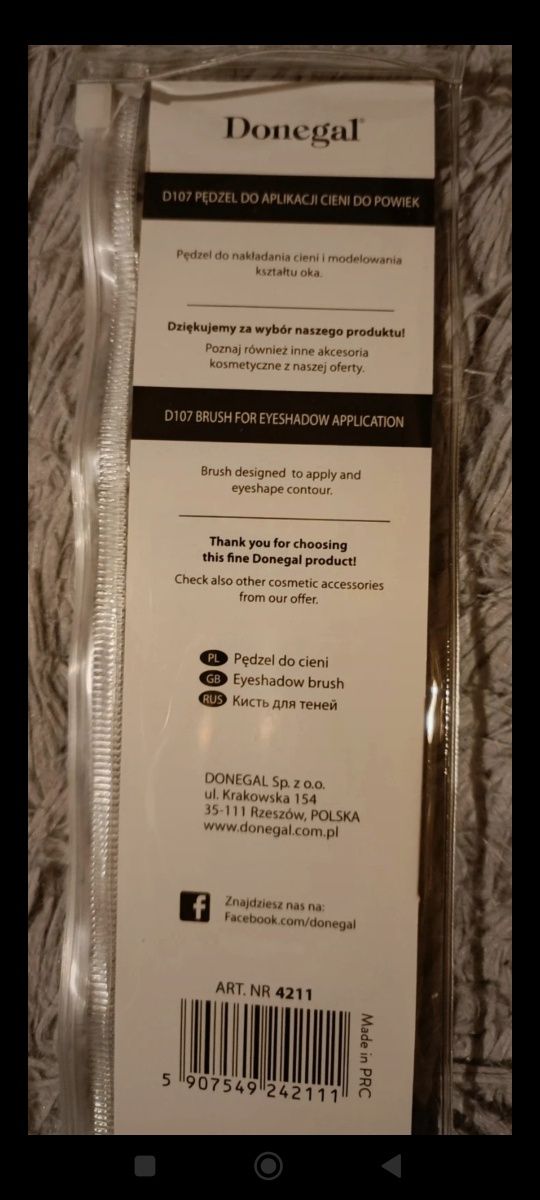 Donegal®
D107 PĘDZEL DO APLIKACJI CIENI DO POWIEK
Pędzel do nakładania cieni i modelowania
kształtu oka.
Dziękujemy za wybór naszego produktu!
Poznaj również inne akcesoria
kosmetyczne z naszej oferty.
D107 BRUSH FOR EYESHADOW APPLICATION
Brush designed to apply and
eyeshape contour.
Thank you for choosing
this fine Donegal product!
Check also other cosmetic accessories
from our offer.
PL Pędzel do cieni
GB Eyeshadow brush
RUS Кисть для теней
DONEGAL Sp. z o.o.
ul. Krakowska 154
35-111 Rzeszów, POLSKA
www.donegal.com.pl
f Znajdziesz nas na:
Facebook.com/donegal
ART. NR 4211
Made in PRC
5 907549 242111